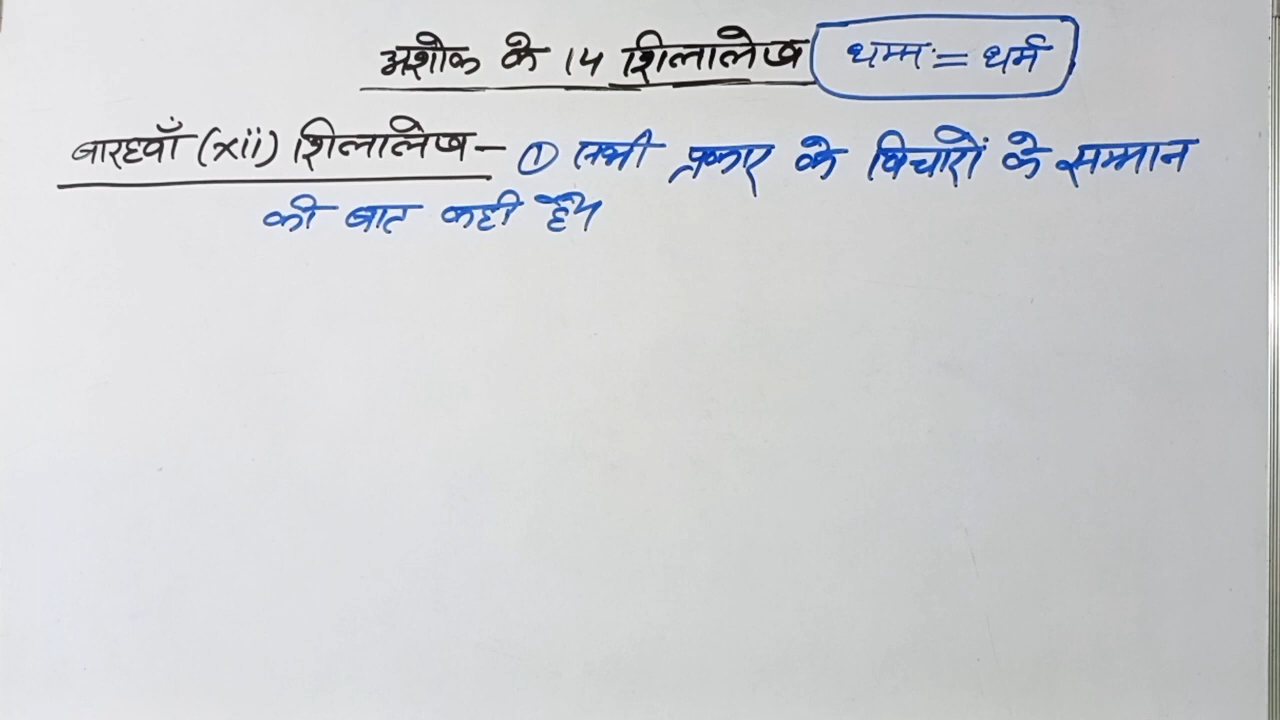 अशोक के 14 शिलालेख धम्म = धर्म
बारहवाँ (xii) शिलालेख - ① सभी प्रकार के विचारों के सम्मान
की बात कही है।